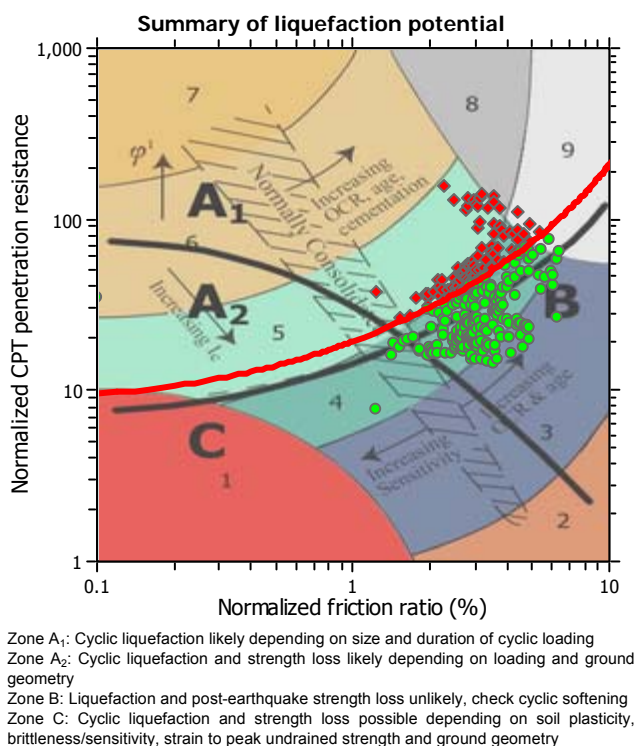 Summary of liquefaction potential
1,000
7
8
9
φ'
A1
Normally Consolidated
Increasing
OCR, age,
cementation
100
6
A2
Increasing Ic
5
B
10
4
C
1
Increasing
OCR & age
3
Increasing
Sensitivity
2
1
0.1
1
10
Normalized CPT penetration resistance
Normalized friction ratio (%)
Zone A1: Cyclic liquefaction likely depending on size and duration of cyclic loading
Zone A2: Cyclic liquefaction and strength loss likely depending on loading and ground
geometry
Zone B: Liquefaction and post-earthquake strength loss unlikely, check cyclic softening
Zone C: Cyclic liquefaction and strength loss possible depending on soil plasticity,
brittleness/sensitivity, strain to peak undrained strength and ground geometry